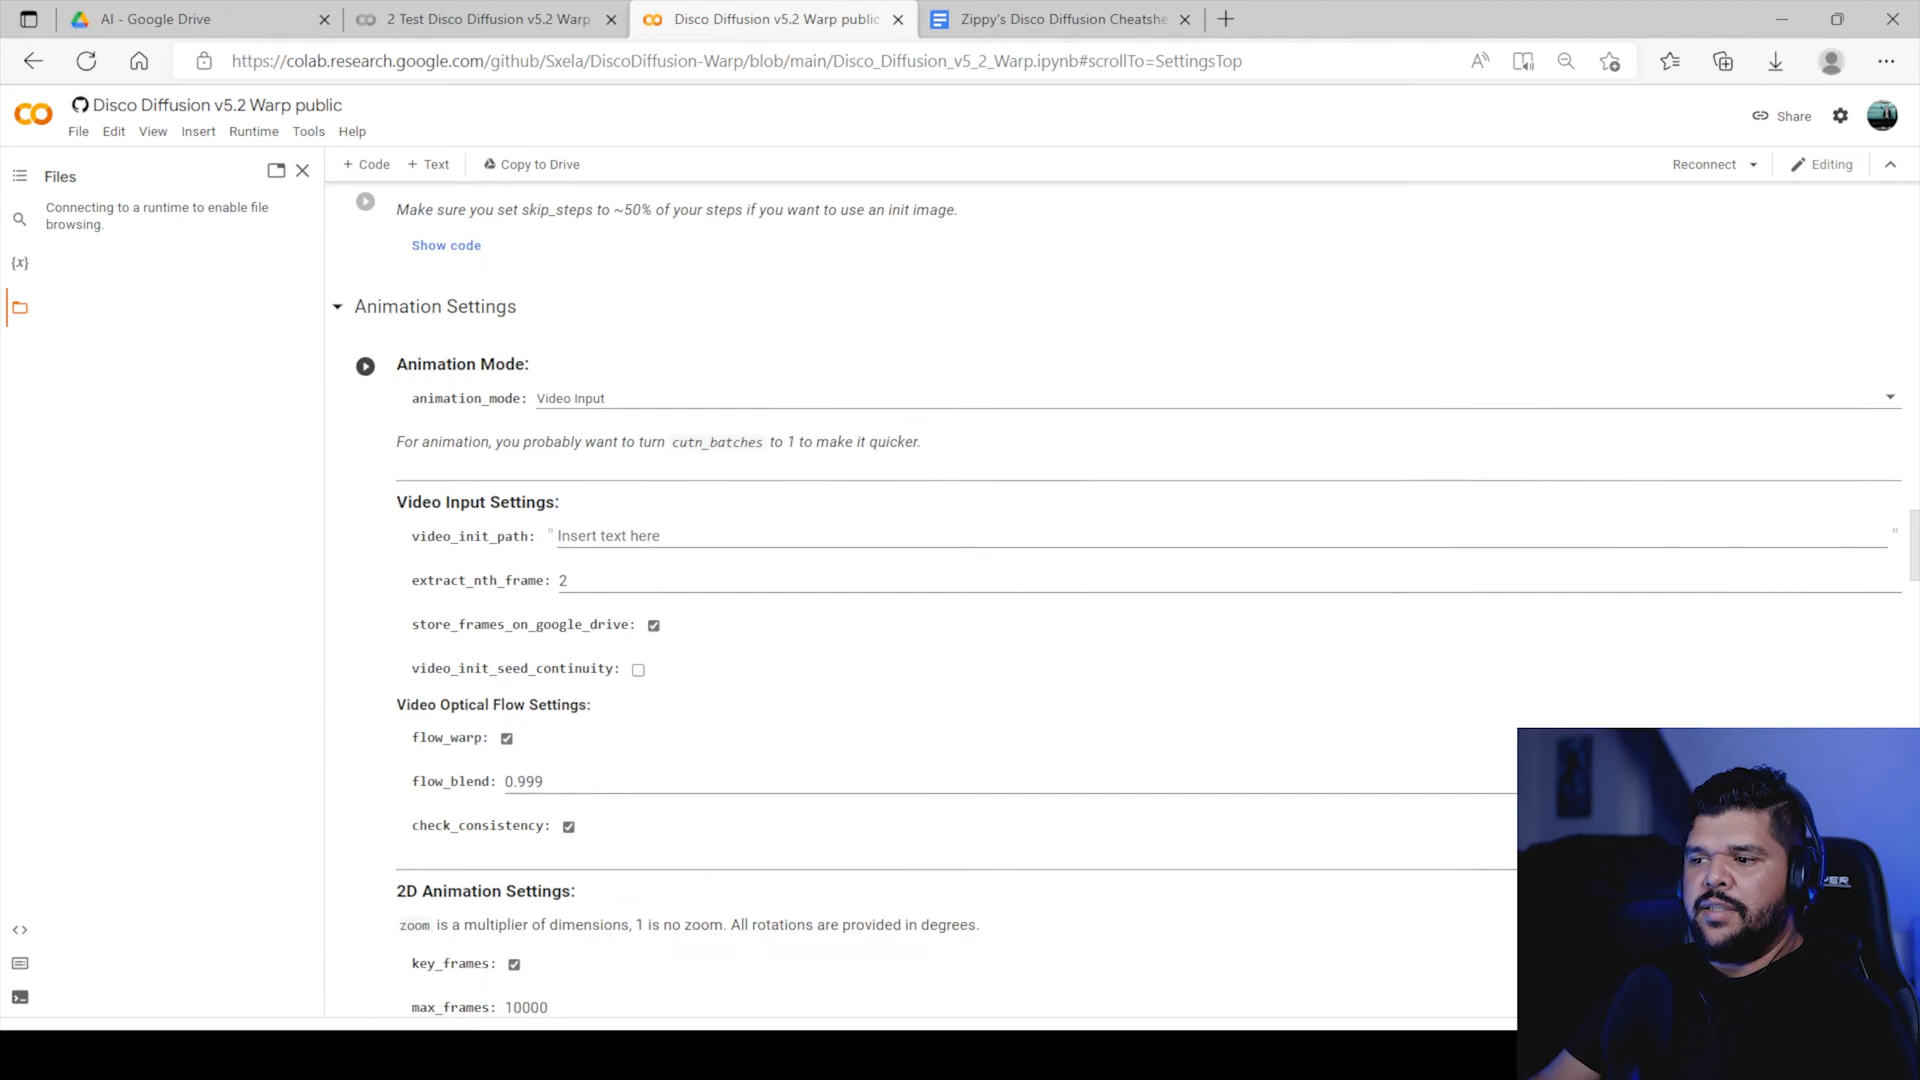 AI - Google Drive
2 Test Disco Diffusion v5.2 Warp
Disco Diffusion v5.2 Warp public
Zippy's Disco Diffusion Cheatshe
https://colab.research.google.com/github/Sxela/DiscoDiffusion-Warp/blob/main/Disco_Diffusion_v5_2_Warp.ipynb#scrollTo=SettingsTop
Disco Diffusion v5.2 Warp public
File Edit View Insert Runtime Tools Help
Share
+ Code + Text Copy to Drive
Reconnect Editing
Files
Connecting to a runtime to enable file
browsing.
{x}
Make sure you set skip_steps to ~50% of your steps if you want to use an init image.
Show code
Animation Settings
Animation Mode:
animation_mode: Video Input
For animation, you probably want to turn cutn_batches to 1 to make it quicker.
Video Input Settings:
video_init_path: " Insert text here "
extract_nth_frame: 2
store_frames_on_google_drive:
video_init_seed_continuity:
Video Optical Flow Settings:
flow_warp:
flow_blend: 0.999
check_consistency:
2D Animation Settings:
zoom is a multiplier of dimensions, 1 is no zoom. All rotations are provided in degrees.
key_frames:
max_frames: 10000